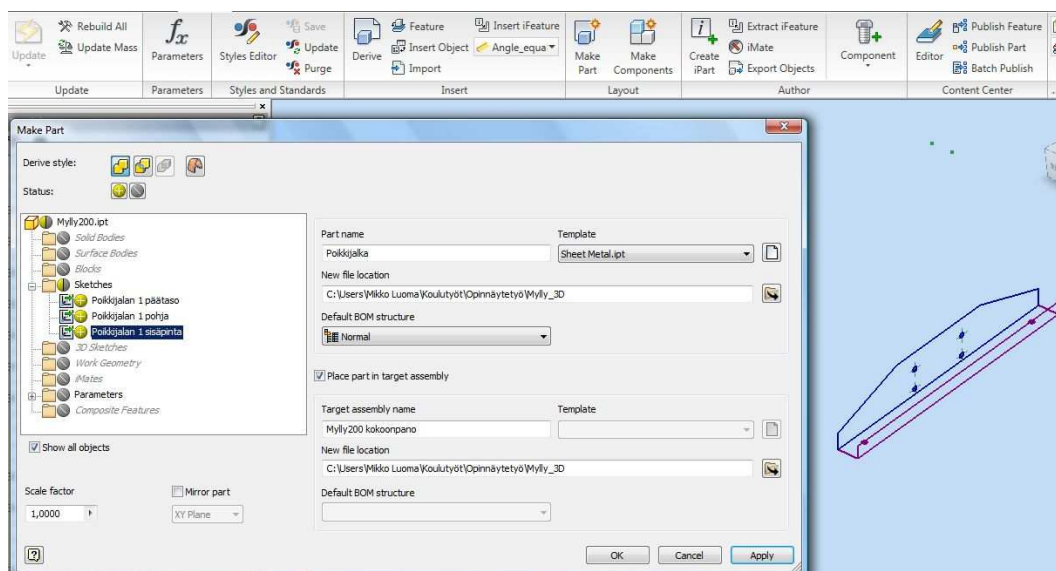 Update
Rebuild All
Update Mass
Update
fx
Parameters
Parameters
Styles Editor
Save
Update
Purge
Styles and Standards
Derive
Feature
Insert Object
Import
Insert iFeature
Angle_equa
Insert
Make Part
Make Components
Layout
Create iPart
Extract iFeature
iMate
Export Objects
Component
Author
Editor
Publish Feature
Publish Part
Batch Publish
Content Center
Make Part
Derive style:
Status:
Mylly200.ipt
Solid Bodies
Surface Bodies
Blocks
Sketches
Poikkijalan 1 päätaso
Poikkijalan 1 pohja
Poikkijalan 1 sisäpinta
3D Sketches
Work Geometry
iMates
Parameters
Composite Features
Show all objects
Scale factor
1,0000
Mirror part
XY Plane
Part name
Poikkijalka
Template
Sheet Metal.ipt
New file location
C:\Users\Mikko Luoma\Koulutyöt\Opinnäytetyö\Mylly_3D
Default BOM structure
Normal
Place part in target assembly
Target assembly name
Mylly200 kokoonpano
Template
New file location
C:\Users\Mikko Luoma\Koulutyöt\Opinnäytetyö\Mylly_3D
Default BOM structure
OK
Cancel
Apply